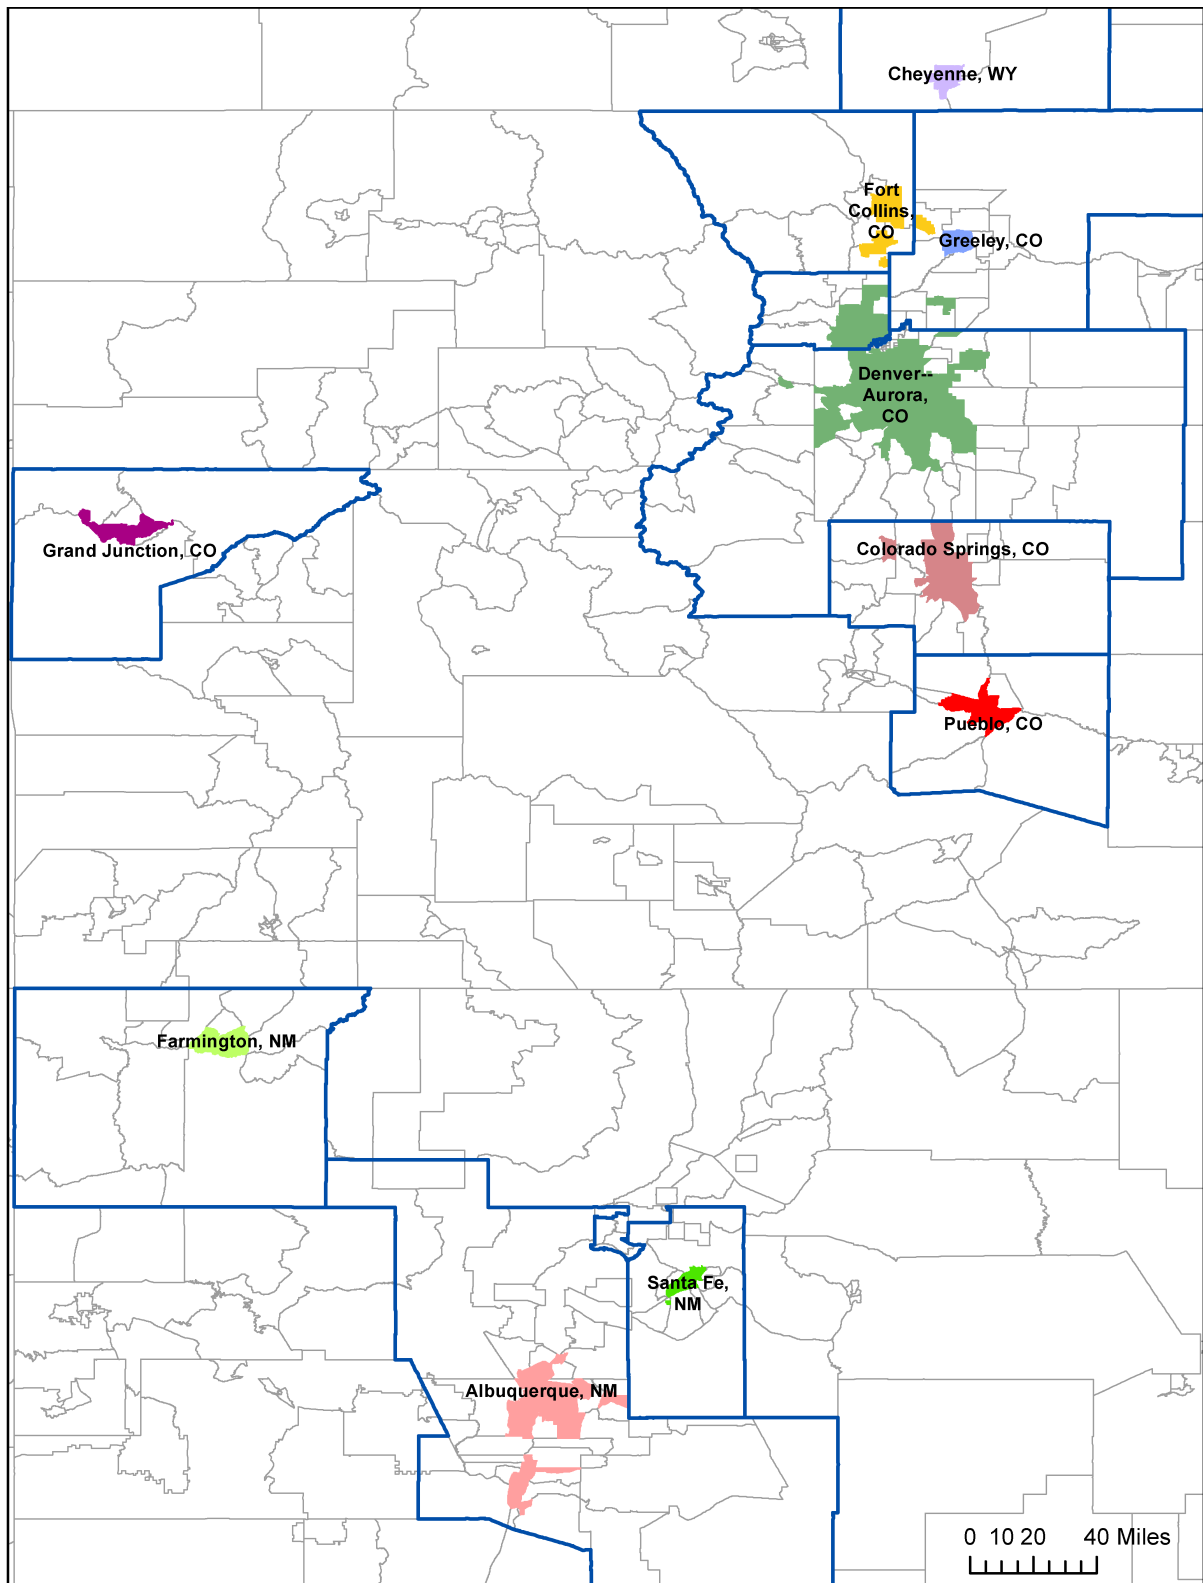 Cheyenne, WY
Fort
Collins,
CO
Greeley, CO
Denver--
Aurora,
CO
Grand Junction, CO
Colorado Springs, CO
Pueblo, CO
Farmington, NM
Santa Fe,
NM
Albuquerque, NM
0 10 20 40 Miles